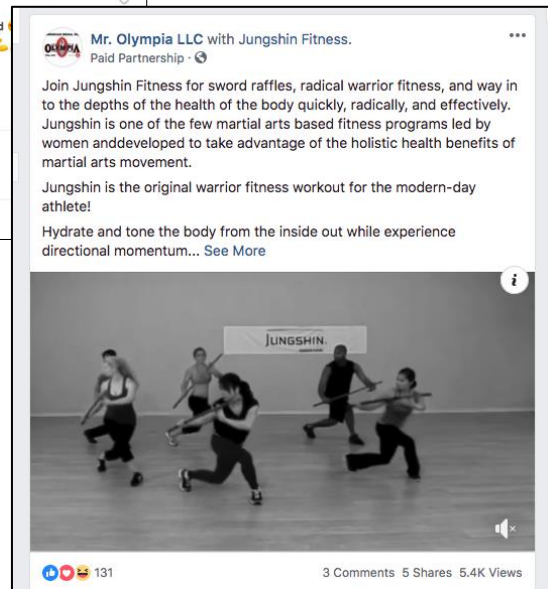 d
Mr. Olympia LLC with Jungshin Fitness.
Paid Partnership ·
OLYMPIA
Join Jungshin Fitness for sword raffles, radical warrior fitness, and way in
to the depths of the health of the body quickly, radically, and effectively.
Jungshin is one of the few martial arts based fitness programs led by
women anddeveloped to take advantage of the holistic health benefits of
martial arts movement.
Jungshin is the original warrior fitness workout for the modern-day
athlete!
Hydrate and tone the body from the inside out while experience
directional momentum... See More
i
JUNGSHIN.
131
3 Comments 5 Shares 5.4K Views